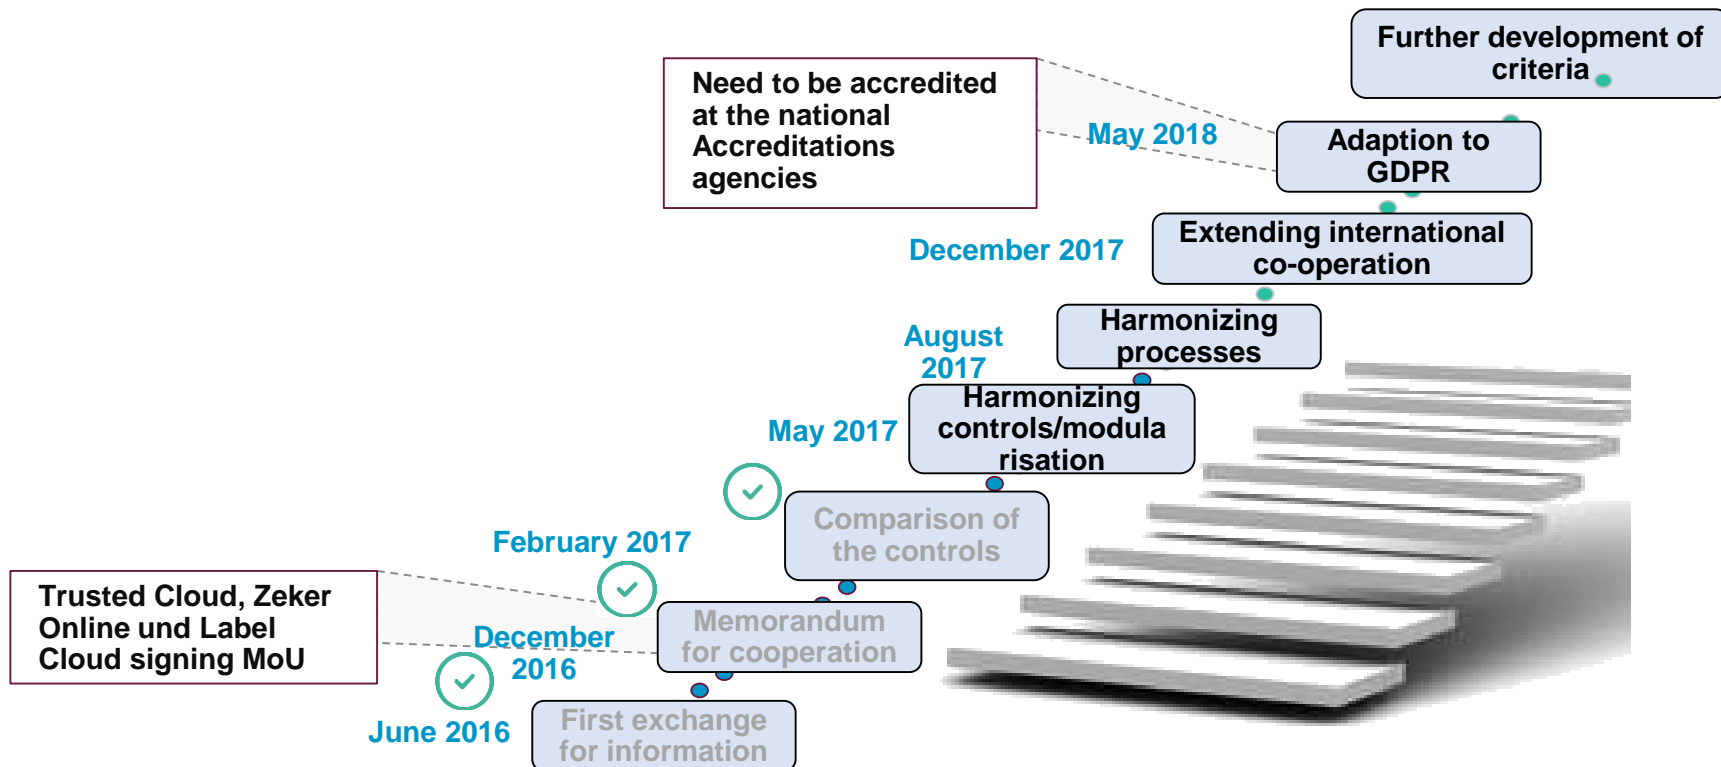 Further development of
criteria
Need to be accredited
at the national
Accreditations
agencies
May 2018
Adaption to
GDPR
December 2017
Extending international
co-operation
August
2017
Harmonizing
processes
May 2017
Harmonizing
controls/modula
risation
Comparison of
the controls
February 2017
Trusted Cloud, Zeker
Online und Label
Cloud signing MoU
December
2016
Memorandum
for cooperation
June 2016
First exchange
for information